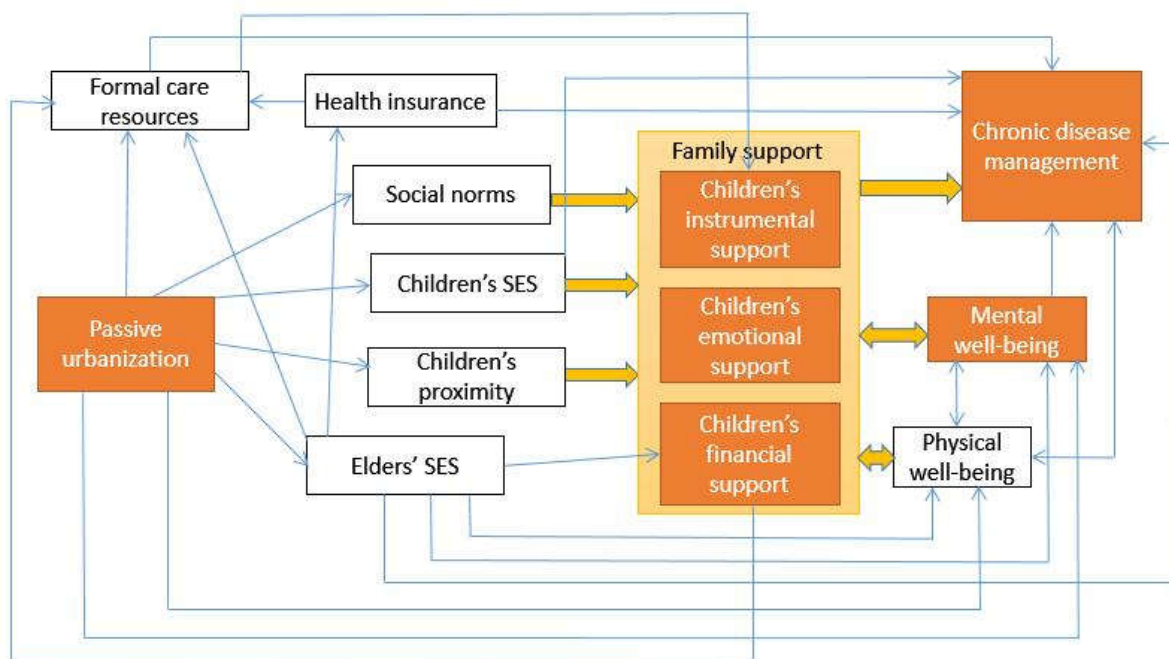 Formal care
resources
Health insurance
Chronic disease
management
Family support
Social norms
Children's
instrumental
support
Children's SES
Passive
urbanization
Children's
emotional
support
Mental
well-being
Children's
proximity
Elders' SES
Children's
financial
support
Physical
well-being